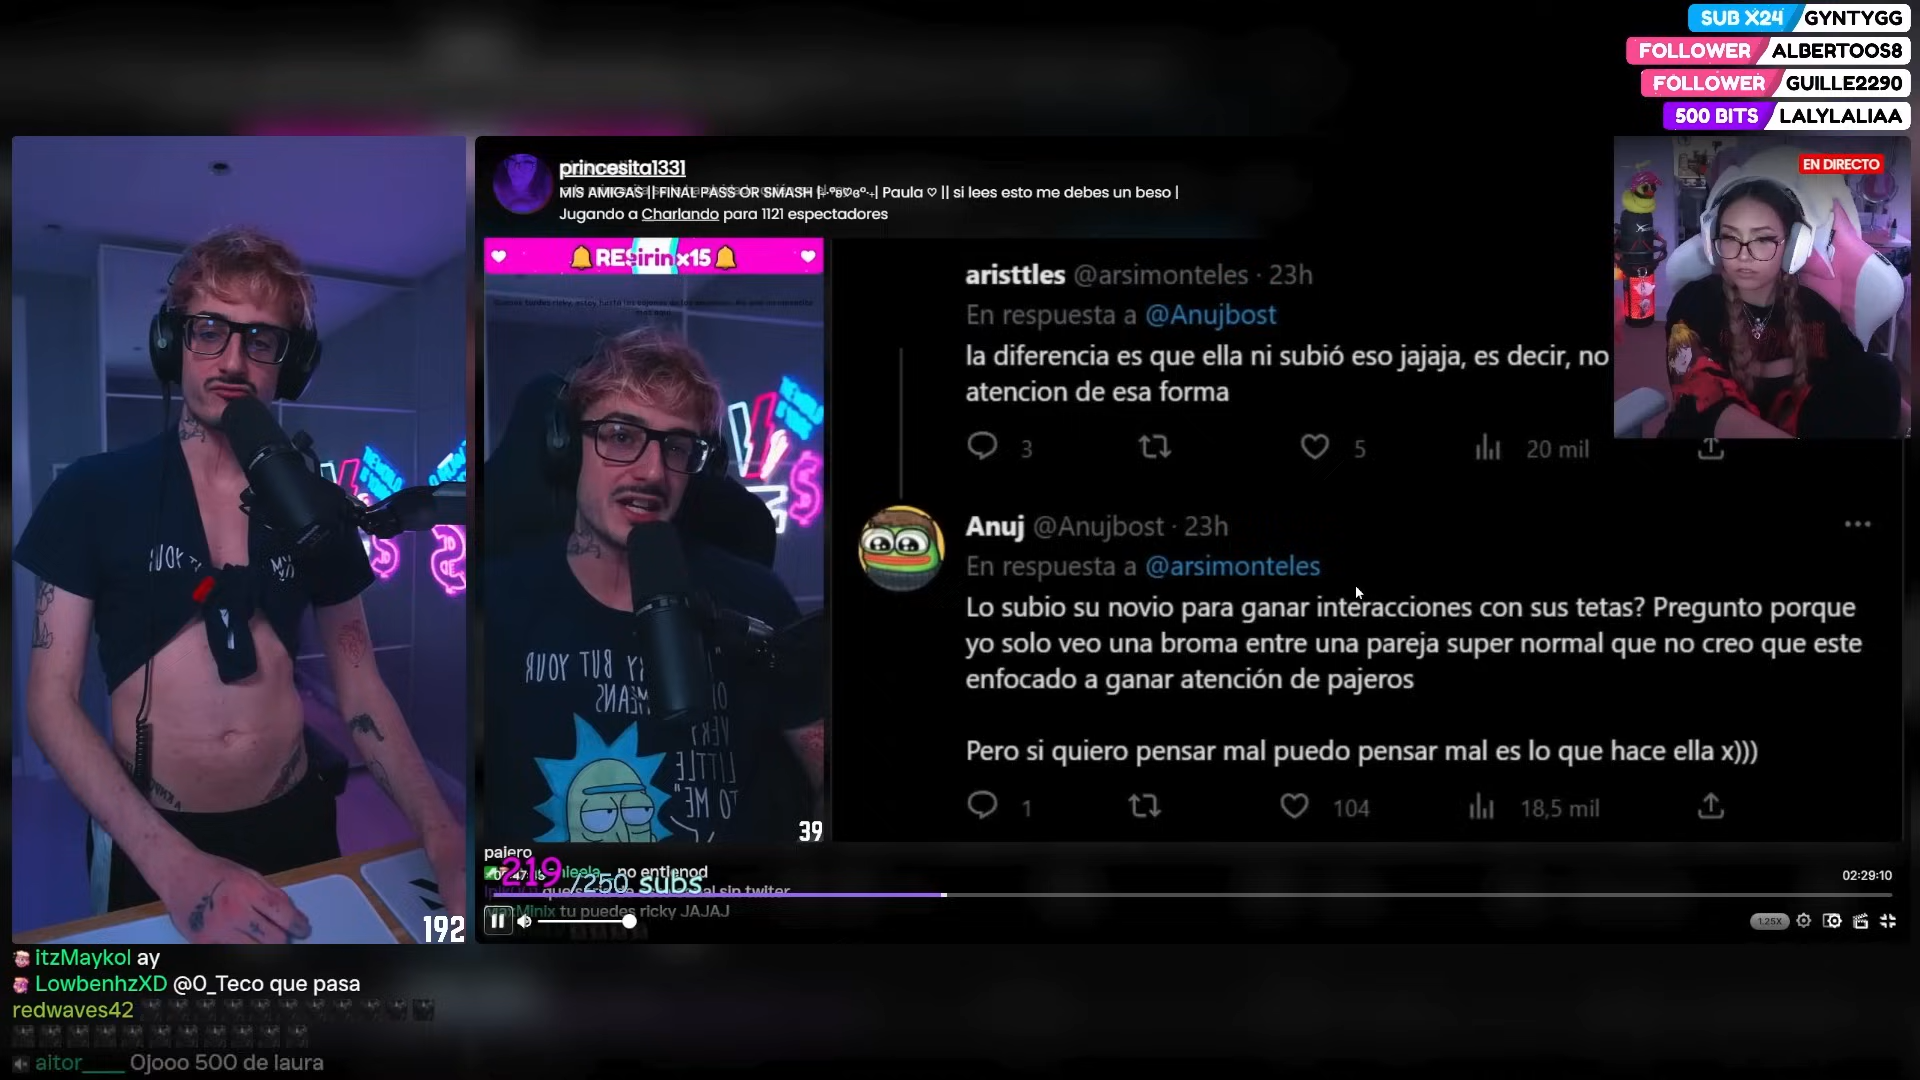 SUB X24 GYNTYGG
FOLLOWER ALBERTOOS8
FOLLOWER GUILLE2290
500 BITS LALYLALIAA
EN DIRECTO
princesita1331
MIS AMIGAS || FINAL PASS OR SMASH | Paula ♡ || si lees esto me debes un beso |
Jugando a Charlando para 1121 espectadores
x15
aristtles @arsimonteles · 23h
En respuesta a @Anujbost
la diferencia es que ella ni subió eso jajaja, es decir, no
atencion de esa forma
3
5
20 mil
Anuj @Anujbost · 23h
En respuesta a @arsimonteles
Lo subio su novio para ganar interacciones con sus tetas? Pregunto porque
yo solo veo una broma entre una pareja super normal que no creo que este
enfocado a ganar atención de pajeros
Pero si quiero pensar mal puedo pensar mal es lo que hace ella x)))
1
104
18,5 mil
39
192
pajero
no entienod
219 /250 subs
tu puedes ricky JAJAJ
02:29:10
1.25X
itzMaykol ay
LowbenhzXD @0_Teco que pasa
redwaves42
aitor____ Ojooo 500 de laura